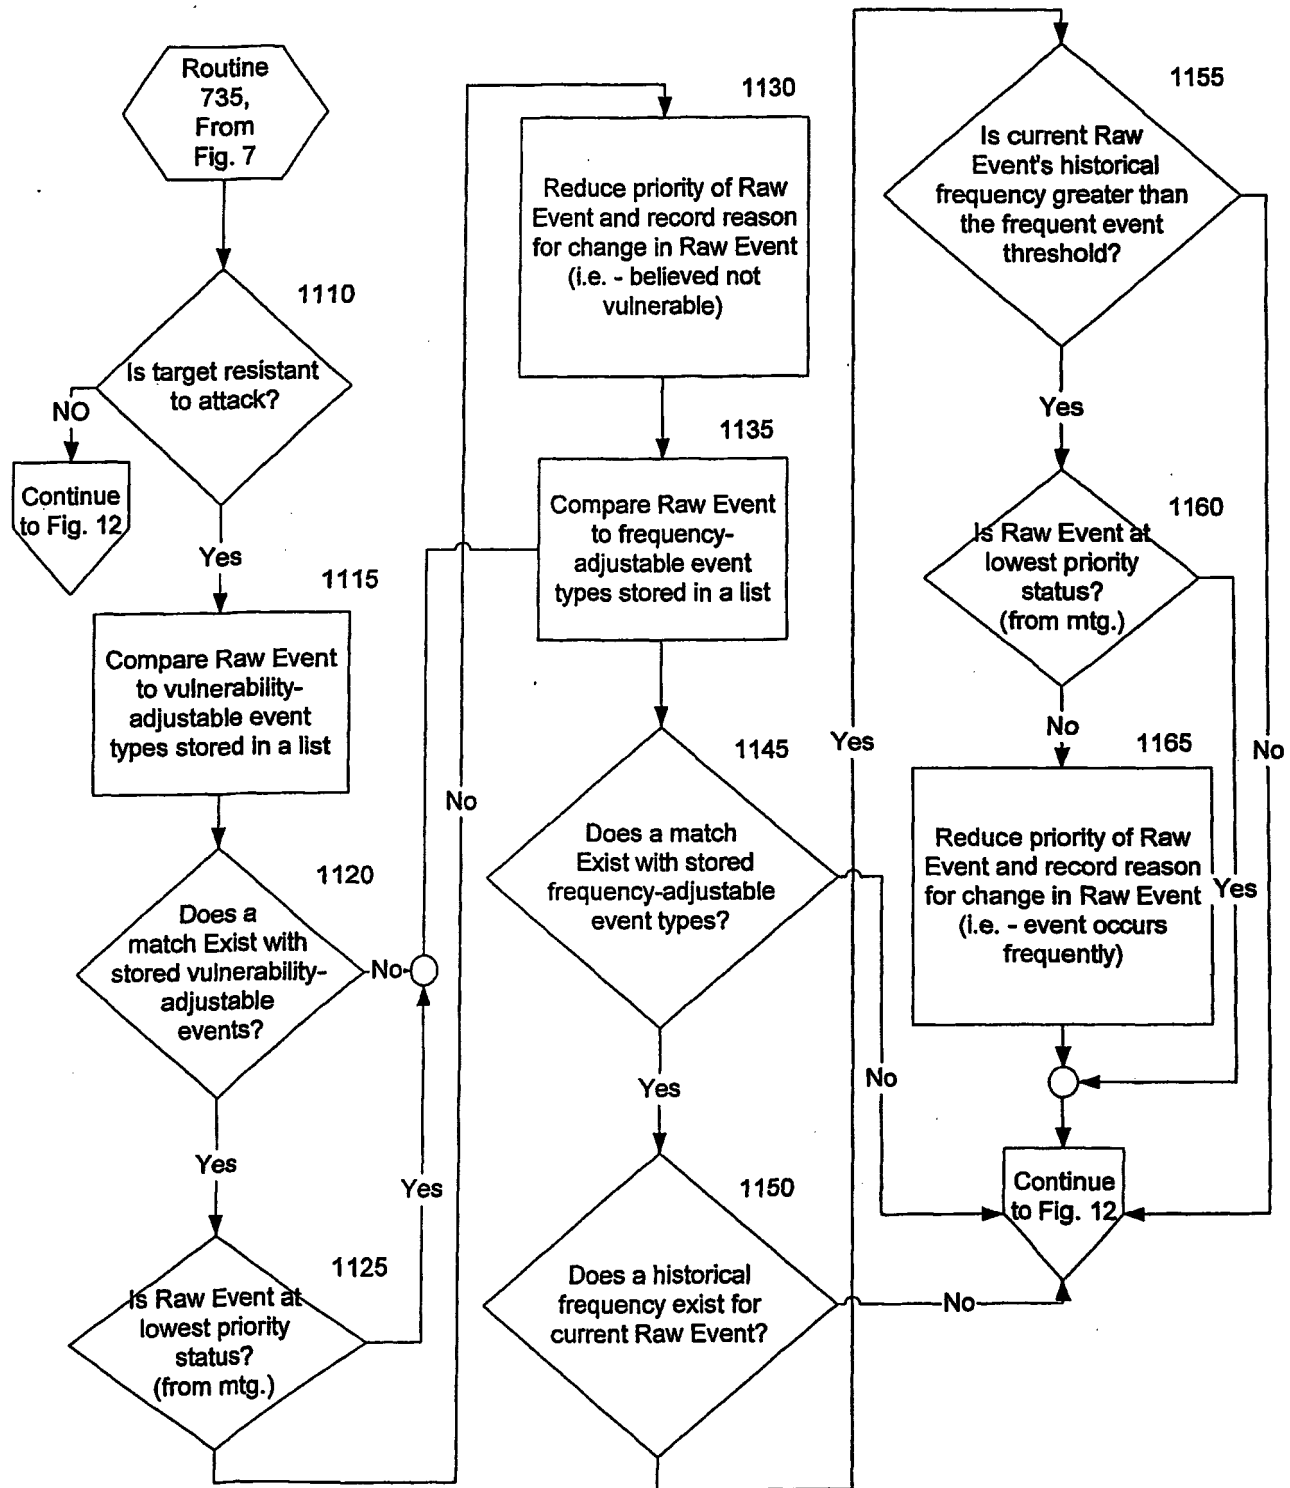 Routine
735,
From
Fig. 7
1110
Is target resistant
to attack?
NO
Continue
to Fig. 12
Yes
1115
Compare Raw Event
to vulnerability-
adjustable event
types stored in a list
1120
Does a
match Exist with
stored vulnerability-
adjustable
events?
No
Yes
Yes
1125
Is Raw Event at
lowest priority
status?
(from mtg.)
No
1130
Reduce priority of Raw
Event and record reason
for change in Raw Event
(i.e. - believed not
vulnerable)
1135
Compare Raw Event
to frequency-
adjustable event
types stored in a list
1145
Does a match
Exist with stored
frequency-adjustable
event types?
No
Yes
1150
Does a historical
frequency exist for
current Raw Event?
No
Yes
1155
Is current Raw
Event's historical
frequency greater than
the frequent event
threshold?
Yes
No
1160
Is Raw Event at
lowest priority
status?
(from mtg.)
No
Yes
1165
Reduce priority of Raw
Event and record reason
for change in Raw Event
(i.e. - event occurs
frequently)
Continue
to Fig. 12